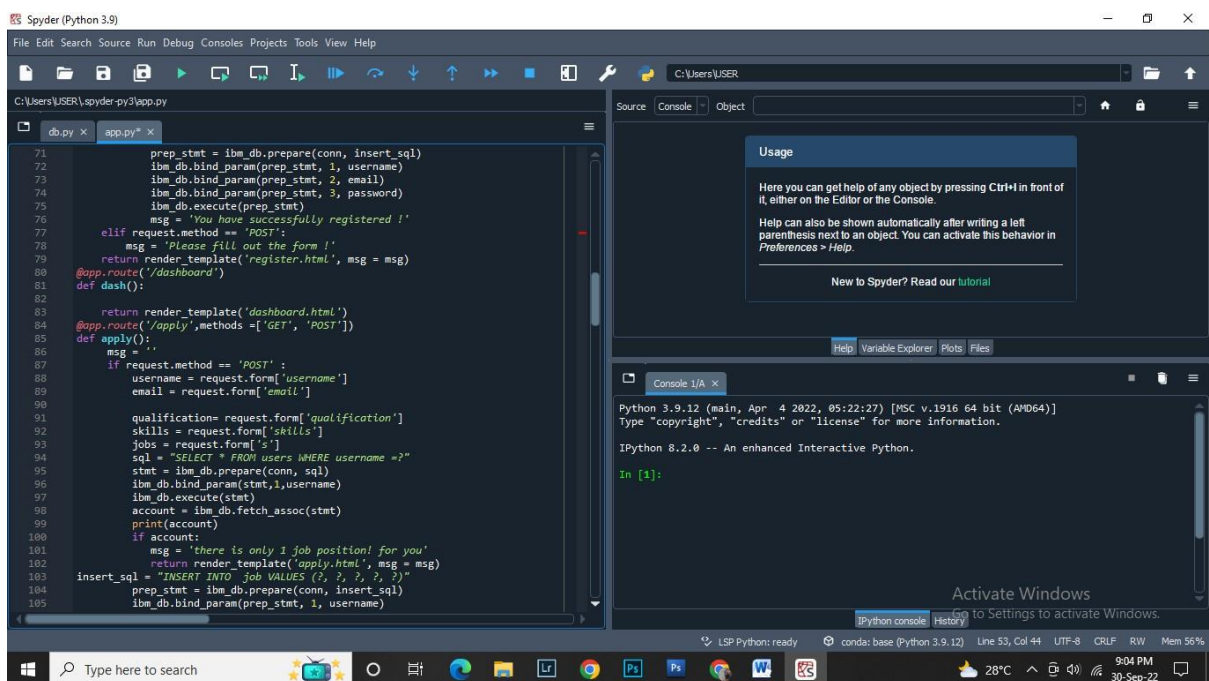 Spyder (Python 3.9)
File Edit Search Source Run Debug Consoles Projects Tools View Help
C:\Users\USER
C:\Users\USER\.spyder-py3\app.py
db.py
app.py*
71 prep_stmt = ibm_db.prepare(conn, insert_sql)
72 ibm_db.bind_param(prep_stmt, 1, username)
73 ibm_db.bind_param(prep_stmt, 2, email)
74 ibm_db.bind_param(prep_stmt, 3, password)
75 ibm_db.execute(prep_stmt)
76 msg = 'You have successfully registered !'
77 elif request.method == 'POST':
78 msg = 'Please fill out the form !'
79 return render_template('register.html', msg = msg)
80 @app.route('/dashboard')
81 def dash():
82
83 return render_template('dashboard.html')
84 @app.route('/apply',methods =['GET', 'POST'])
85 def apply():
86 msg = ''
87 if request.method == 'POST' :
88 username = request.form['username']
89 email = request.form['email']
90
91 qualification= request.form['qualification']
92 skills = request.form['skills']
93 jobs = request.form['s']
94 sql = "SELECT * FROM users WHERE username =?"
95 stmt = ibm_db.prepare(conn, sql)
96 ibm_db.bind_param(stmt,1,username)
97 ibm_db.execute(stmt)
98 account = ibm_db.fetch_assoc(stmt)
99 print(account)
100 if account:
101 msg = 'there is only 1 job position! for you'
102 return render_template('apply.html', msg = msg)
103 insert_sql = "INSERT INTO  job VALUES (?, ?, ?, ?, ?)"
104 prep_stmt = ibm_db.prepare(conn, insert_sql)
105 ibm_db.bind_param(prep_stmt, 1, username)
Source Console Object
Usage
Here you can get help of any object by pressing Ctrl+I in front of
it, either on the Editor or the Console.
Help can also be shown automatically after writing a left
parenthesis next to an object. You can activate this behavior in
Preferences > Help.
New to Spyder? Read our tutorial
Help Variable Explorer Plots Files
Console 1/A
Python 3.9.12 (main, Apr  4 2022, 05:22:27) [MSC v.1916 64 bit (AMD64)]
Type "copyright", "credits" or "license" for more information.
IPython 8.2.0 -- An enhanced Interactive Python.
In [1]:
Activate Windows
Go to Settings to activate Windows.
IPython console History
LSP Python: ready conda: base (Python 3.9.12) Line 53, Col 44 UTF-8 CRLF RW Mem 56%
Type here to search
Lr
Ps
Ps
W
28°C
9:04 PM
30-Sep-22